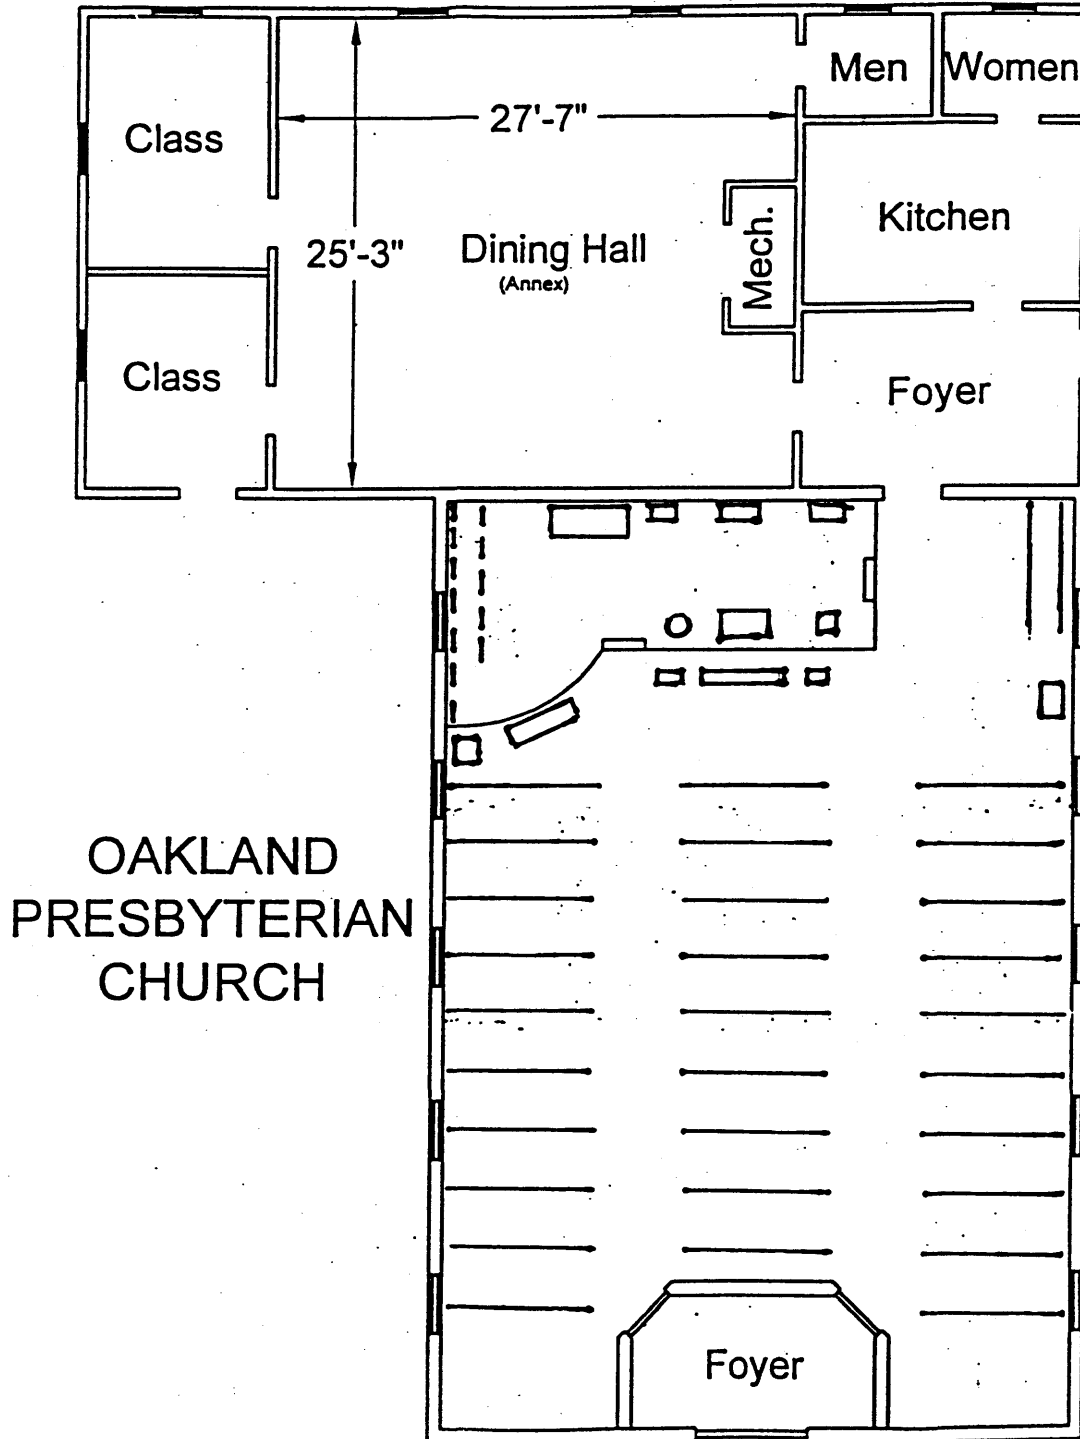 Men
Women
27'-7"
Class
Kitchen
Mech.
25'-3"
Dining Hall
(Annex)
Class
Foyer
OAKLAND
PRESBYTERIAN
CHURCH
Foyer